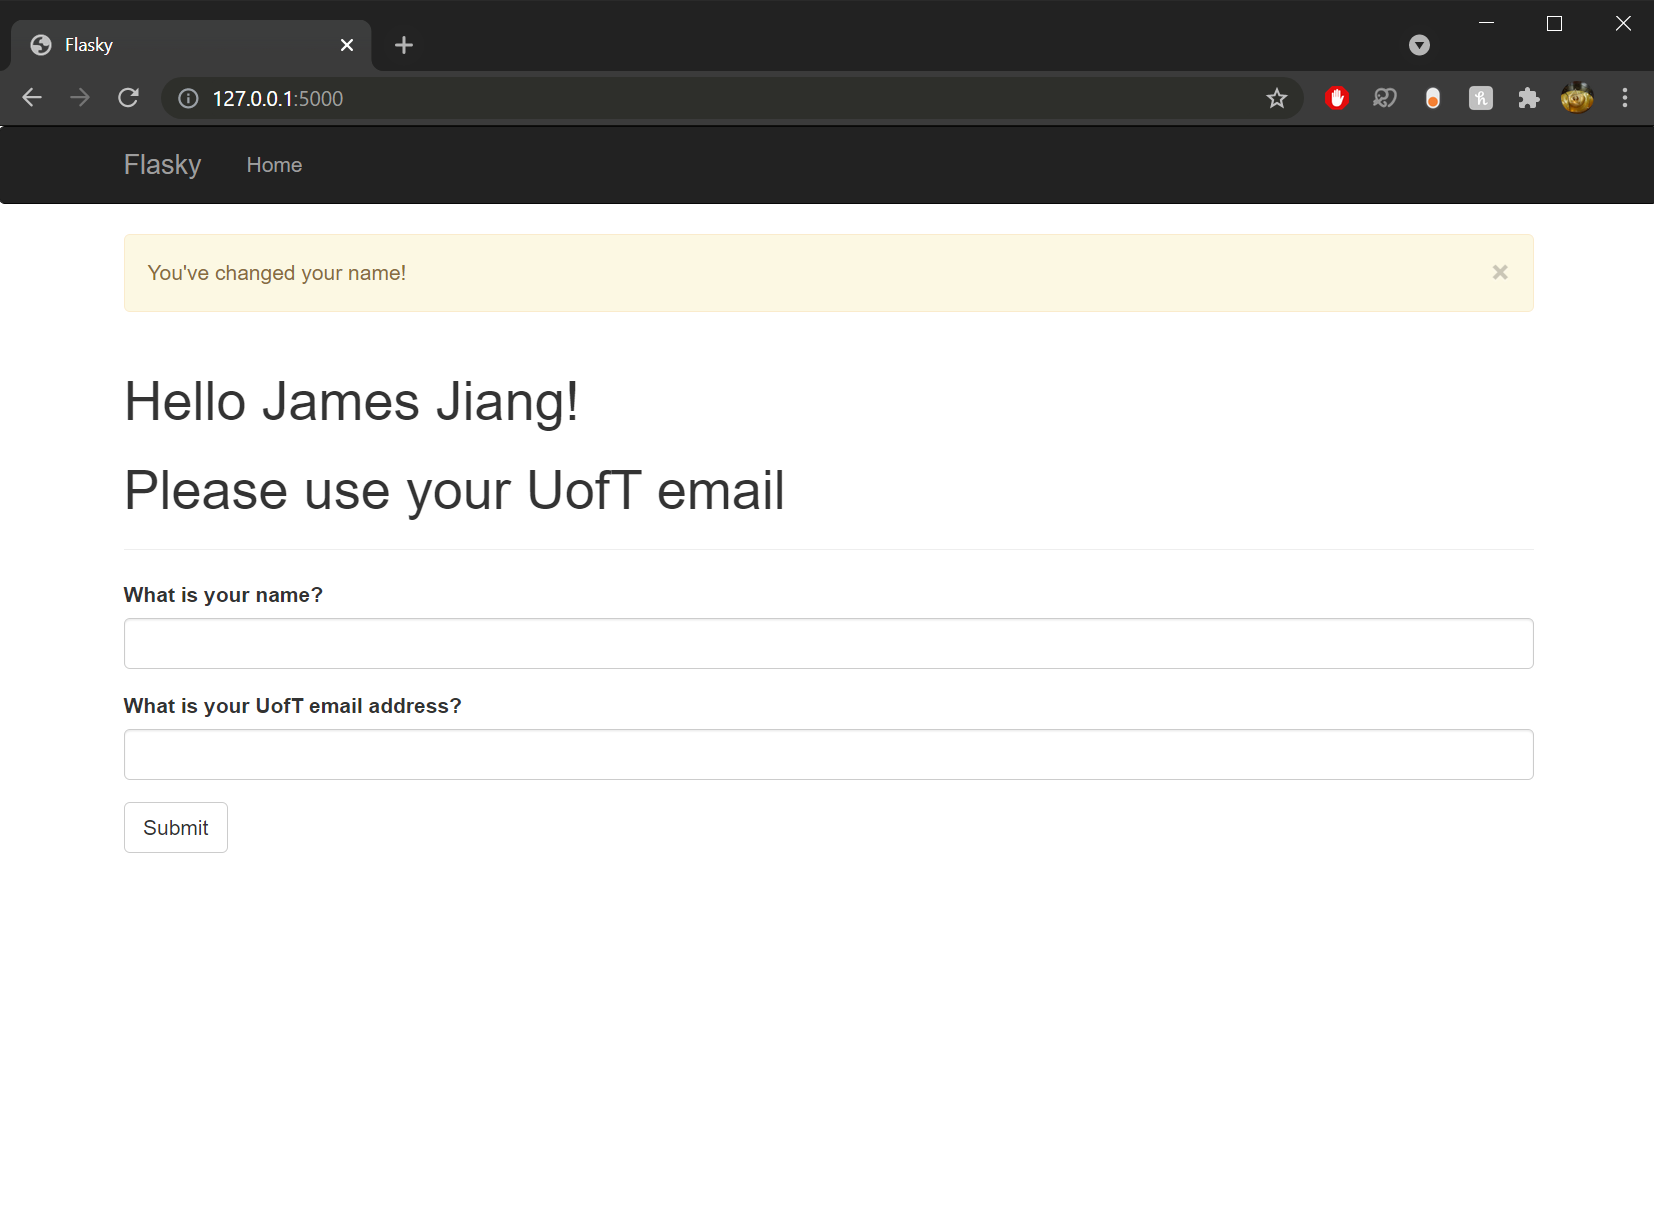 Flasky
127.0.0.1:5000
Flasky Home
You've changed your name!
Hello James Jiang!
Please use your UofT email
What is your name?
What is your UofT email address?
Submit